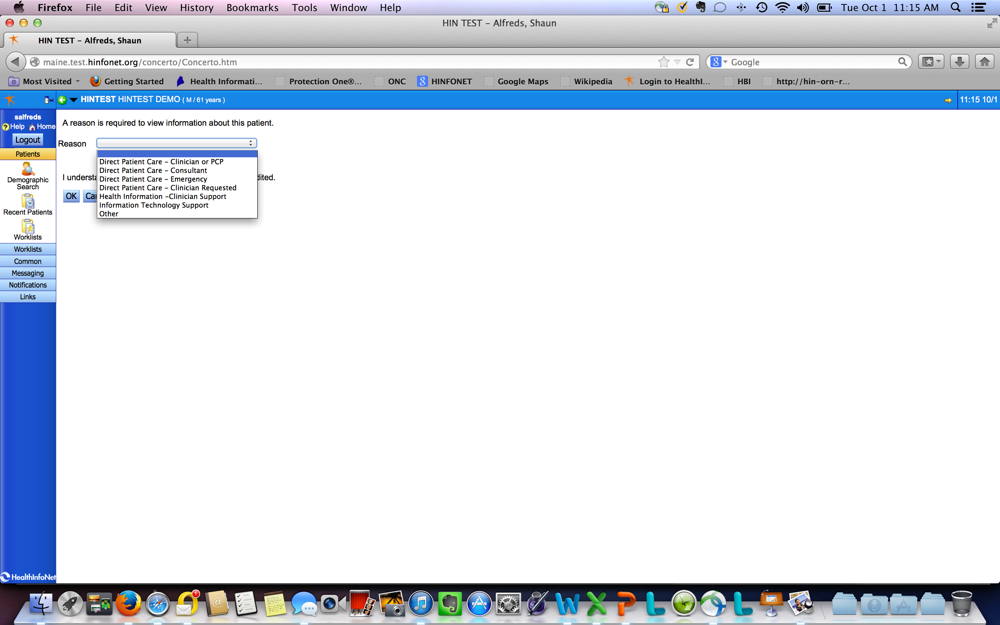 Firefox File Edit View History Bookmarks Tools Window Help Tue Oct 1 11:15 AM
HIN TEST – Alfreds, Shaun
HIN TEST – Alfreds, Shaun
maine.test.hinfonet.org/concerto/Concerto.htm
Google
Most Visited Getting Started Health Informati... Protection One®... ONC HINFONET Google Maps Wikipedia Login to HealthI... HBI http://hin-orn-r...
HINTEST HINTEST DEMO ( M / 61 years )
11:15 10/1
salfreds
Help Home
Logout
Patients
Demographic
Search
Recent Patients
Worklists
Worklists
Common
Messaging
Notifications
Links
A reason is required to view information about this patient.
Reason
Direct Patient Care – Clinician or PCP
Direct Patient Care – Consultant
Direct Patient Care – Emergency
Direct Patient Care – Clinician Requested
Health Information –Clinician Support
Information Technology Support
Other
I understa dited.
OK Ca
HealthInfoNet
1